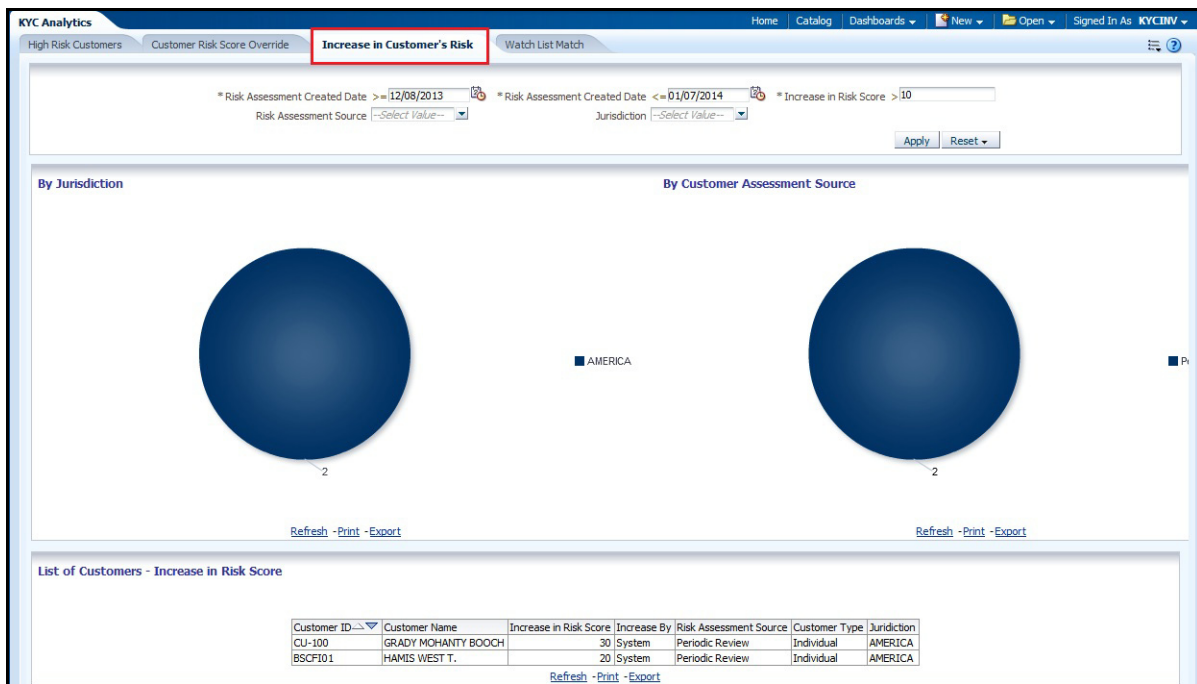 KYC Analytics Home Catalog Dashboards New Open Signed In As KYCINV
High Risk Customers Customer Risk Score Override Increase in Customer's Risk Watch List Match
* Risk Assessment Created Date >= 12/08/2013 * Risk Assessment Created Date <= 01/07/2014 * Increase in Risk Score > 10
Risk Assessment Source --Select Value-- Jurisdiction --Select Value--
Apply Reset
By Jurisdiction By Customer Assessment Source
AMERICA
2 2
Refresh - Print - Export Refresh - Print - Export
List of Customers - Increase in Risk Score
Customer ID Customer Name Increase in Risk Score Increase By Risk Assessment Source Customer Type Juridiction
CU-100 GRADY MOHANTY BOOCH 30 System Periodic Review Individual AMERICA
BSCFI01 HAMIS WEST T. 20 System Periodic Review Individual AMERICA
Refresh - Print - Export